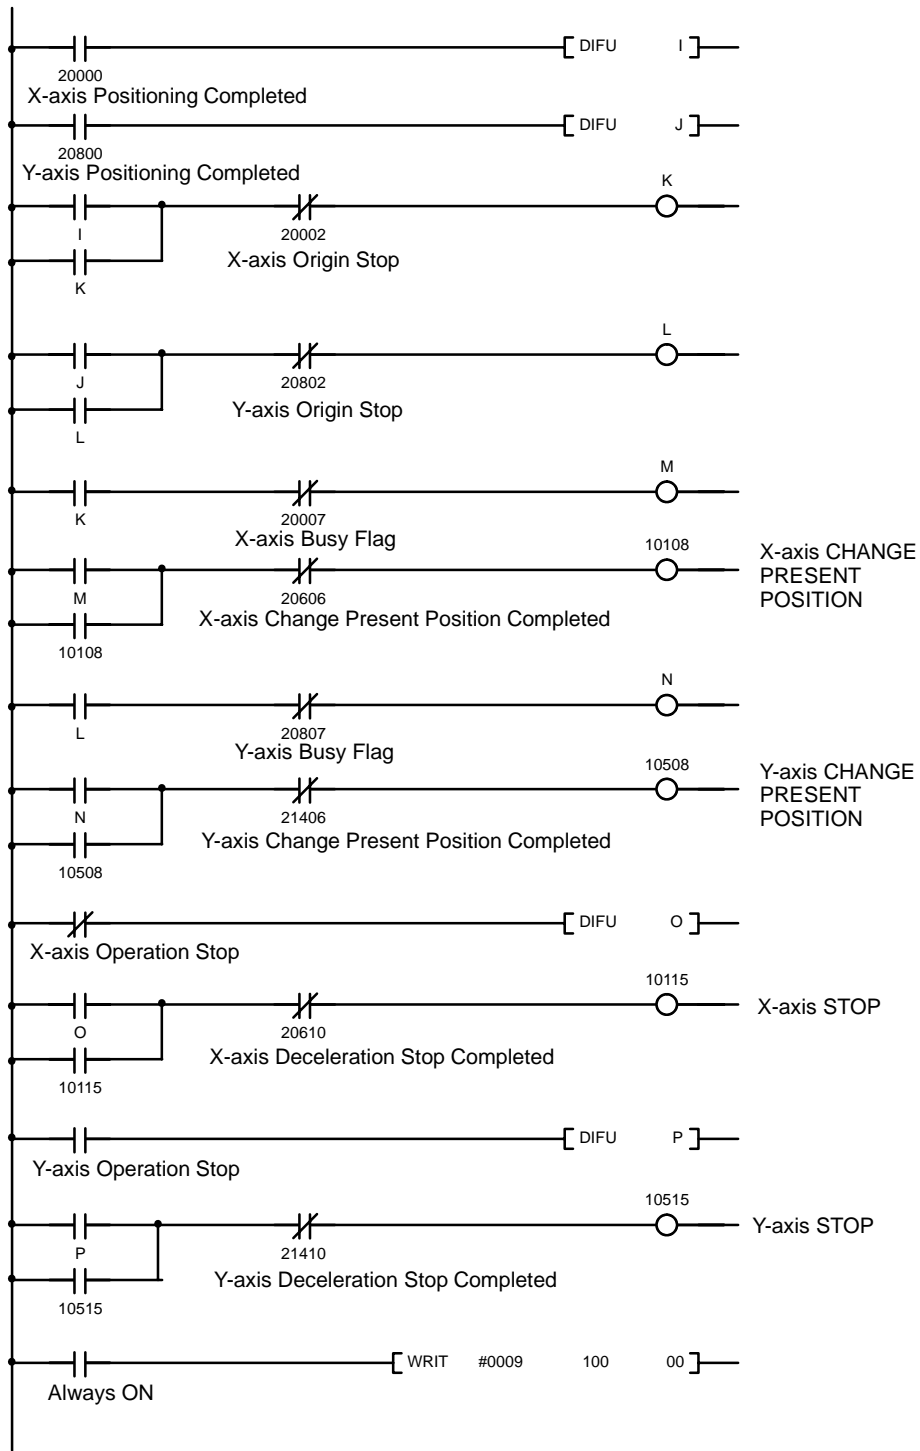 DIFU I
20000
X-axis Positioning Completed
DIFU J
20800
Y-axis Positioning Completed
K
I 20002
X-axis Origin Stop
K
L
J 20802
Y-axis Origin Stop
L
M
K 20007
X-axis Busy Flag
10108
X-axis CHANGE
PRESENT
POSITION
M 20606
X-axis Change Present Position Completed
10108
N
L 20807
Y-axis Busy Flag
10508
Y-axis CHANGE
PRESENT
POSITION
N 21406
Y-axis Change Present Position Completed
10508
DIFU O
X-axis Operation Stop
10115
X-axis STOP
O 20610
X-axis Deceleration Stop Completed
10115
DIFU P
Y-axis Operation Stop
10515
Y-axis STOP
P 21410
Y-axis Deceleration Stop Completed
10515
WRIT #0009 100 00
Always ON